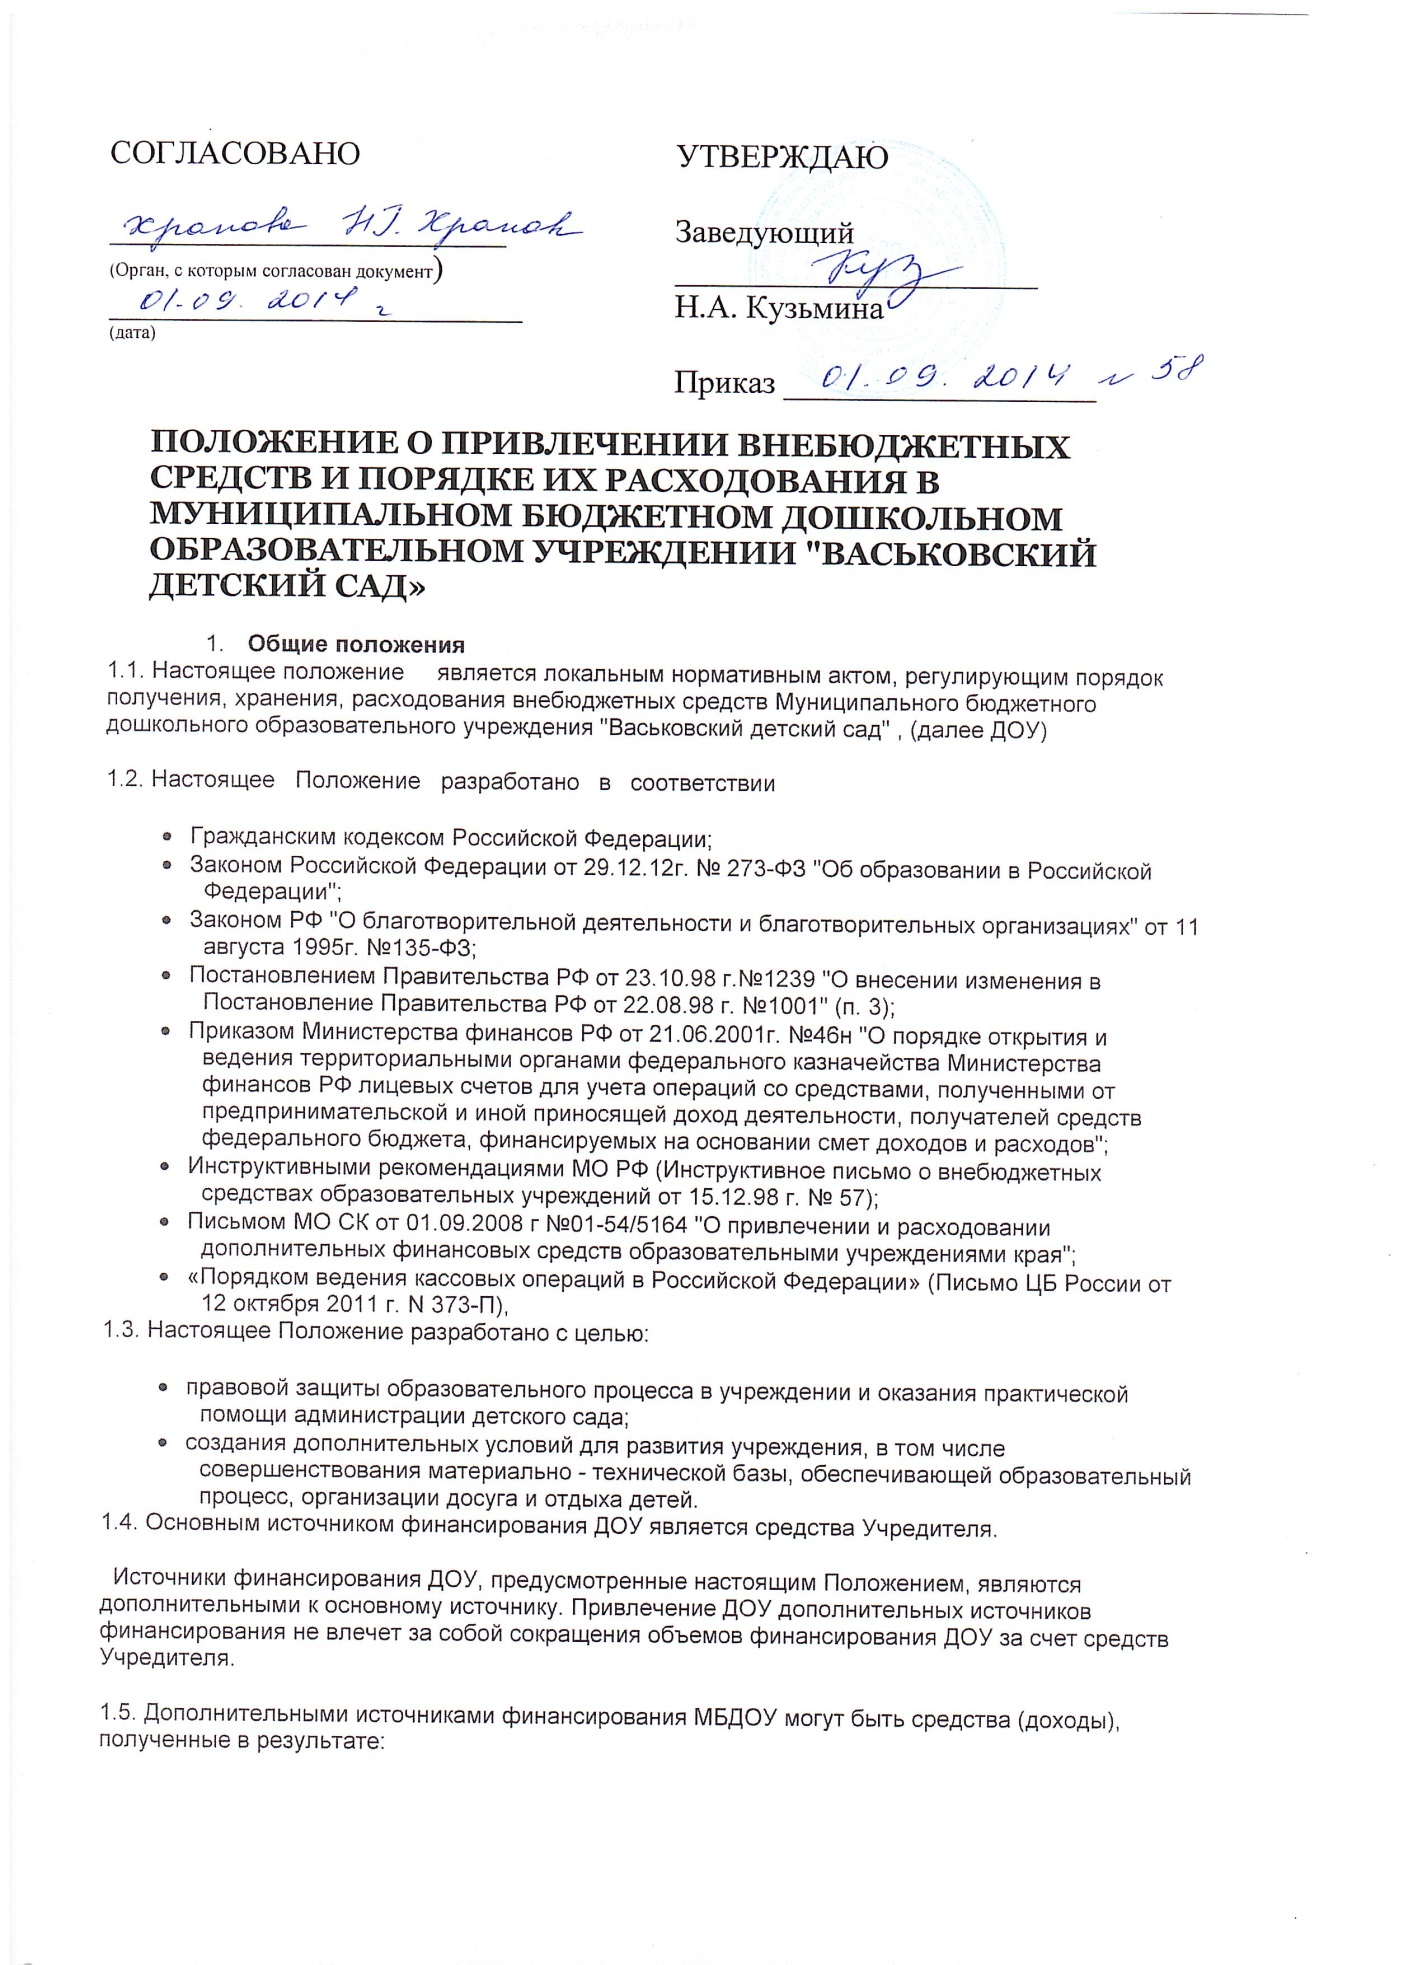 СОГЛАСОВАНО
Храпова Н.Г. Храпов
(Орган, с которым согласован документ)
01.09. 2014 г
(дата)
УТВЕРЖДАЮ
Заведующий
Куз
Н.А. Кузьмина
Приказ 01.09. 2014 № 58
ПОЛОЖЕНИЕ О ПРИВЛЕЧЕНИИ ВНЕБЮДЖЕТНЫХ
СРЕДСТВ И ПОРЯДКЕ ИХ РАСХОДОВАНИЯ В
МУНИЦИПАЛЬНОМ БЮДЖЕТНОМ ДОШКОЛЬНОМ
ОБРАЗОВАТЕЛЬНОМ УЧРЕЖДЕНИИ "ВАСЬКОВСКИЙ
ДЕТСКИЙ САД»
1. Общие положения
1.1. Настоящее положение является локальным нормативным актом, регулирующим порядок
получения, хранения, расходования внебюджетных средств Муниципального бюджетного
дошкольного образовательного учреждения "Васьковский детский сад" , (далее ДОУ)
1.2. Настоящее Положение разработано в соответствии
• Гражданским кодексом Российской Федерации;
• Законом Российской Федерации от 29.12.12г. № 273-ФЗ "Об образовании в Российской
Федерации";
• Законом РФ "О благотворительной деятельности и благотворительных организациях" от 11
августа 1995г. №135-ФЗ;
• Постановлением Правительства РФ от 23.10.98 г.№1239 "О внесении изменения в
Постановление Правительства РФ от 22.08.98 г. №1001" (п. 3);
• Приказом Министерства финансов РФ от 21.06.2001г. №46н "О порядке открытия и
ведения территориальными органами федерального казначейства Министерства
финансов РФ лицевых счетов для учета операций со средствами, полученными от
предпринимательской и иной приносящей доход деятельности, получателей средств
федерального бюджета, финансируемых на основании смет доходов и расходов";
• Инструктивными рекомендациями МО РФ (Инструктивное письмо о внебюджетных
средствах образовательных учреждений от 15.12.98 г. № 57);
• Письмом МО СК от 01.09.2008 г №01-54/5164 "О привлечении и расходовании
дополнительных финансовых средств образовательными учреждениями края";
• «Порядком ведения кассовых операций в Российской Федерации» (Письмо ЦБ России от
12 октября 2011 г. N 373-П),
1.3. Настоящее Положение разработано с целью:
• правовой защиты образовательного процесса в учреждении и оказания практической
помощи администрации детского сада;
• создания дополнительных условий для развития учреждения, в том числе
совершенствования материально - технической базы, обеспечивающей образовательный
процесс, организации досуга и отдыха детей.
1.4. Основным источником финансирования ДОУ является средства Учредителя.
Источники финансирования ДОУ, предусмотренные настоящим Положением, являются
дополнительными к основному источнику. Привлечение ДОУ дополнительных источников
финансирования не влечет за собой сокращения объемов финансирования ДОУ за счет средств
Учредителя.
1.5. Дополнительными источниками финансирования МБДОУ могут быть средства (доходы),
полученные в результате: